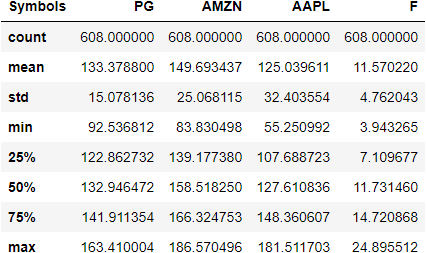 Symbols PG AMZN AAPL F
count 608.000000 608.000000 608.000000 608.000000
mean 133.378800 149.693437 125.039611 11.570220
std 15.078136 25.068115 32.403554 4.762043
min 92.536812 83.830498 55.250992 3.943265
25% 122.862732 139.177380 107.688723 7.109677
50% 132.946472 158.518250 127.610836 11.731460
75% 141.911354 166.324753 148.360607 14.720868
max 163.410004 186.570496 181.511703 24.895512